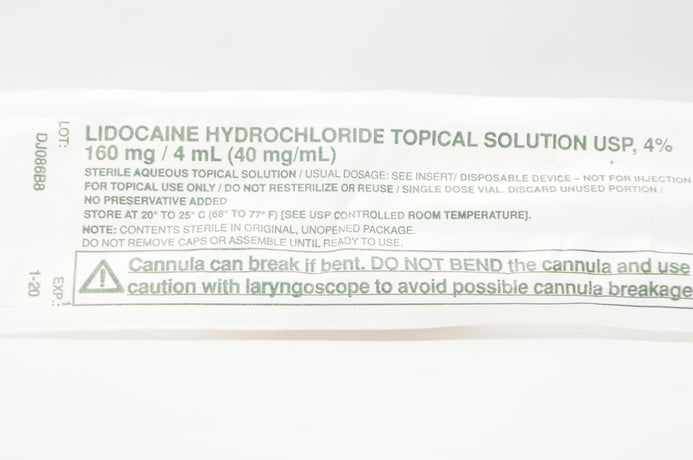 LOT:
DJ086B8
EXP.:
1-20
LIDOCAINE HYDROCHLORIDE TOPICAL SOLUTION USP, 4%
160 mg / 4 mL (40 mg/mL)
STERILE AQUEOUS TOPICAL SOLUTION / USUAL DOSAGE: SEE INSERT/ DISPOSABLE DEVICE – NOT FOR INJECTION
FOR TOPICAL USE ONLY / DO NOT RESTERILIZE OR REUSE / SINGLE DOSE VIAL. DISCARD UNUSED PORTION /
NO PRESERVATIVE ADDED
STORE AT 20° TO 25° C (68° TO 77° F) [SEE USP CONTROLLED ROOM TEMPERATURE].
NOTE: CONTENTS STERILE IN ORIGINAL, UNOPENED PACKAGE.
DO NOT REMOVE CAPS OR ASSEMBLE UNTIL READY TO USE.
Cannula can break if bent. DO NOT BEND the cannula and use
caution with laryngoscope to avoid possible cannula breakage